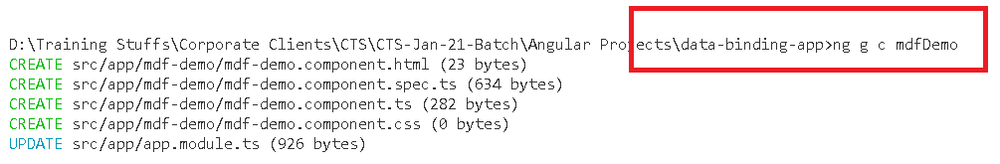 D:\Training Stuffs\Corporate Clients\CTS\CTS-Jan-21-Batch\Angular Projects\data-binding-app>ng g c mdfDemo
CREATE src/app/mdf-demo/mdf-demo.component.html (23 bytes)
CREATE src/app/mdf-demo/mdf-demo.component.spec.ts (634 bytes)
CREATE src/app/mdf-demo/mdf-demo.component.ts (282 bytes)
CREATE src/app/mdf-demo/mdf-demo.component.css (0 bytes)
UPDATE src/app/app.module.ts (926 bytes)